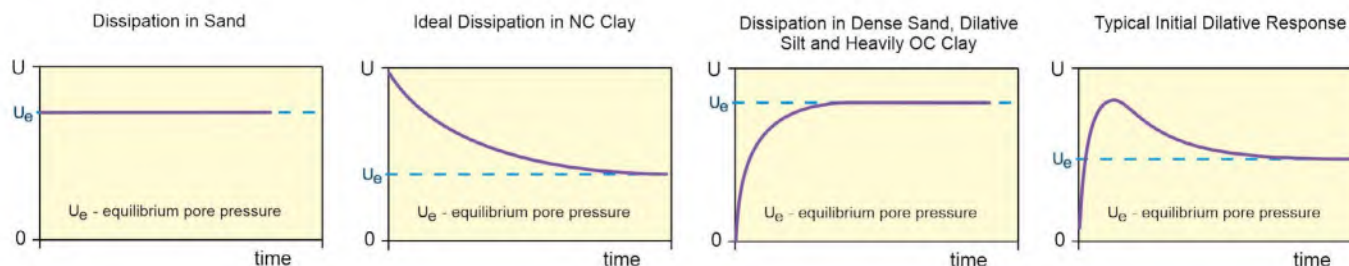 Dissipation in Sand
U
Ue
Ue - equilibrium pore pressure
0
time
Ideal Dissipation in NC Clay
U
Ue
Ue - equilibrium pore pressure
0
time
Dissipation in Dense Sand, Dilative
Silt and Heavily OC Clay
U
Ue
Ue - equilibrium pore pressure
0
time
Typical Initial Dilative Response
U
Ue
Ue - equilibrium pore pressure
0
time